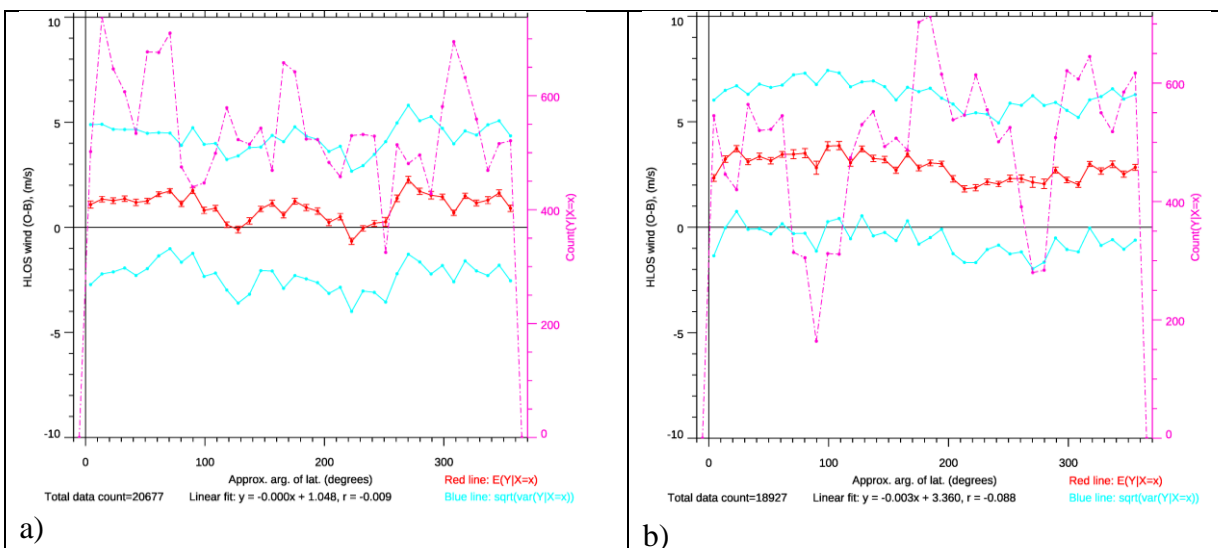 10
5
0
-5
-10
HLOS wind (O-B), (m/s)
600
400
200
0
Count(Y|X=x)
0 100 200 300
Approx. arg. of lat. (degrees)
Red line: E(Y|X=x)
Total data count=20677 Linear fit: y = -0.000x + 1.048, r = -0.009 Blue line: sqrt(var(Y|X=x))
a)
10
5
0
-5
-10
HLOS wind (O-B), (m/s)
600
400
200
0
Count(Y|X=x)
0 100 200 300
Approx. arg. of lat. (degrees)
Red line: E(Y|X=x)
Total data count=18927 Linear fit: y = -0.003x + 3.360, r = -0.088 Blue line: sqrt(var(Y|X=x))
b)